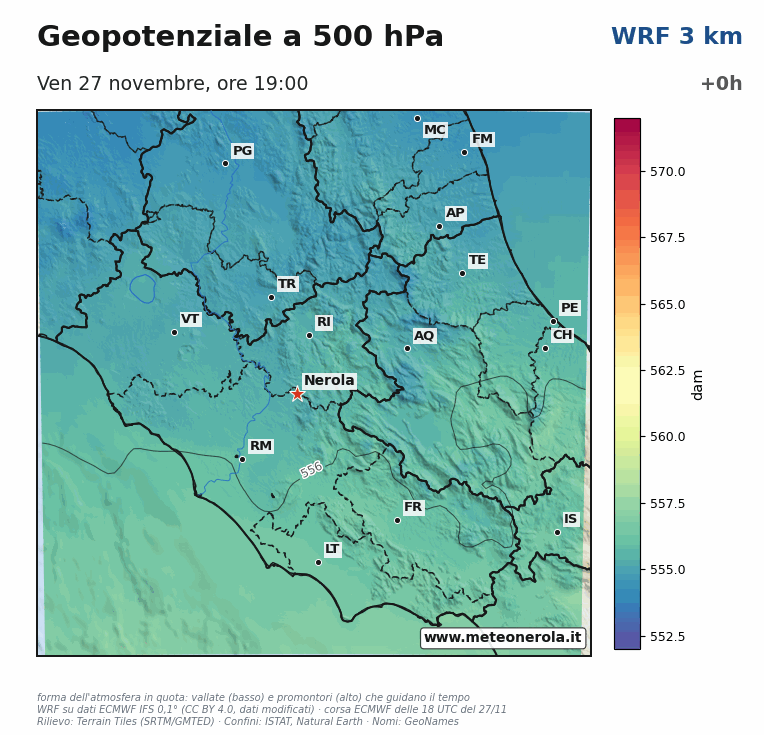 Geopotenziale a 500 hPa
WRF 3 km
Ven 27 novembre, ore 19:00
+0h
MC
FM
PG
AP
TE
TR
PE
VT
RI
AQ
CH
Nerola
RM
556
FR
IS
LT
www.meteonerola.it
570.0
567.5
565.0
562.5
560.0
557.5
555.0
552.5
dam
forma dell'atmosfera in quota: vallate (basso) e promontori (alto) che guidano il tempo
WRF su dati ECMWF IFS 0,1° (CC BY 4.0, dati modificati) · corsa ECMWF delle 18 UTC del 27/11
Rilievo: Terrain Tiles (SRTM/GMTED) · Confini: ISTAT, Natural Earth · Nomi: GeoNames